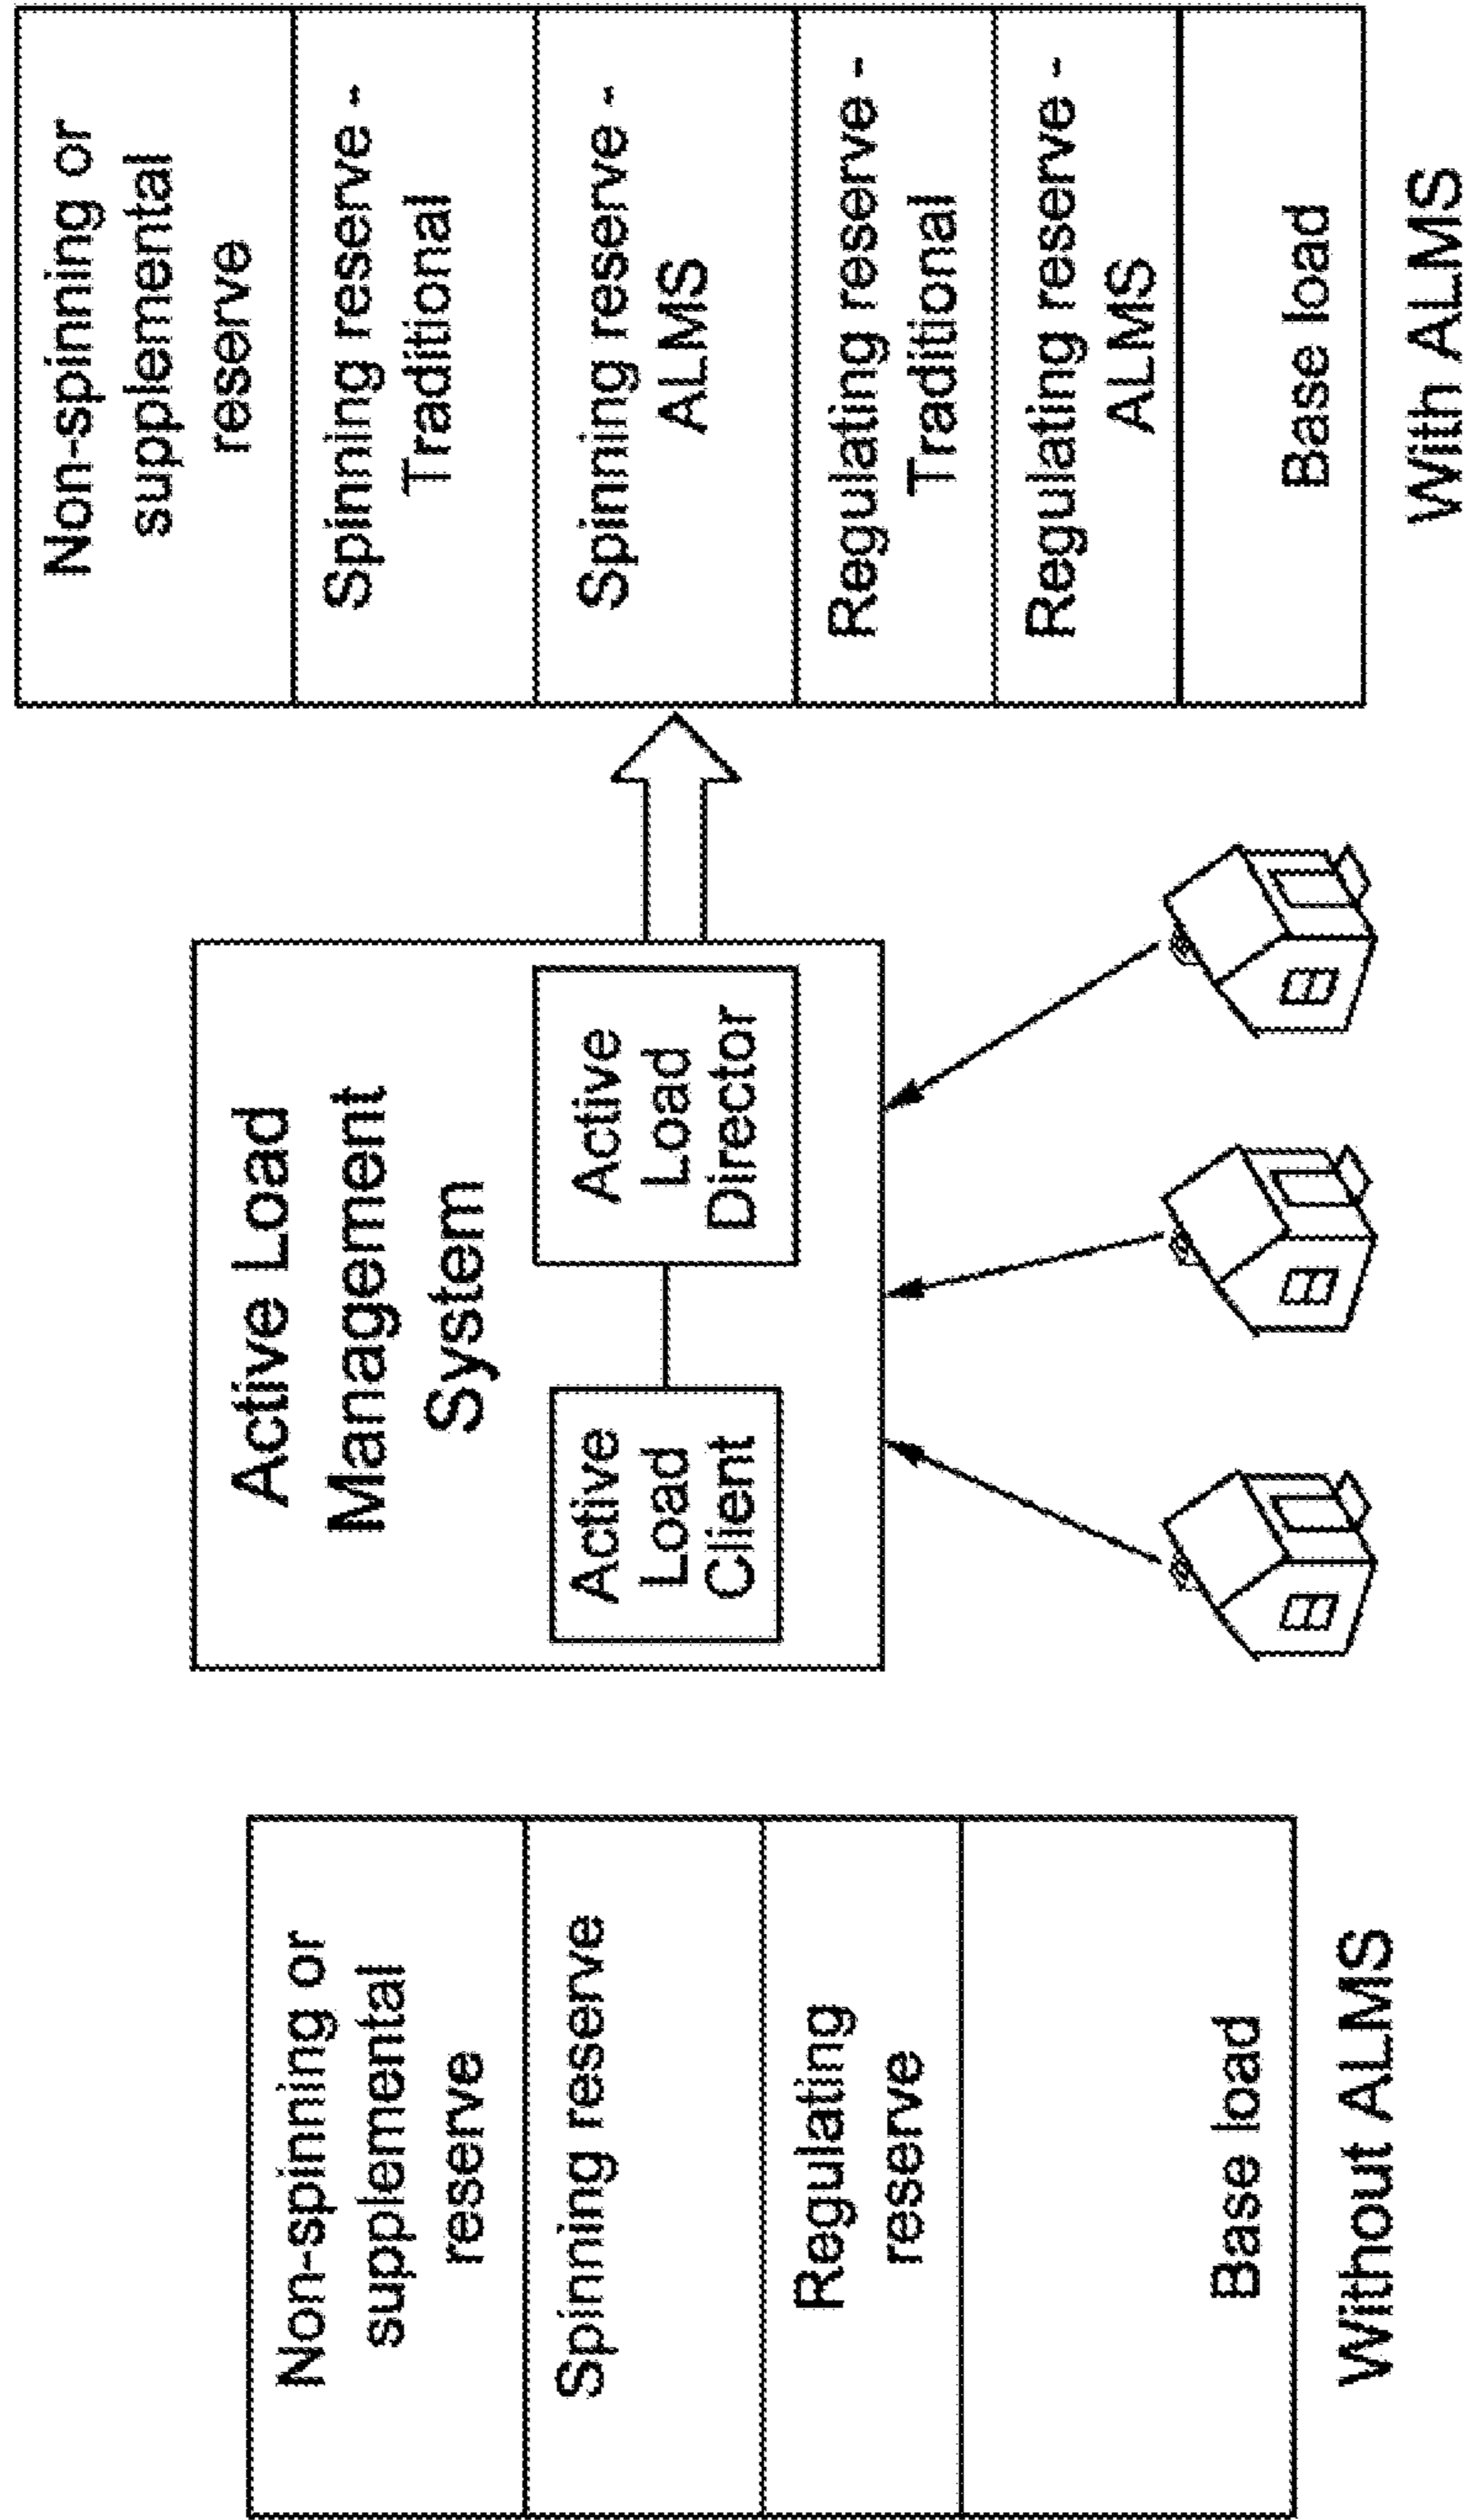 Non-spinning or
supplemental
reserve
Spinning reserve
Regulating
reserve
Base load
Without ALMS
Active Load
Management
System
Active
Load
Client
Active
Load
Director
Non-spinning or
supplemental
reserve
Spinning reserve -
Traditional
Spinning reserve -
ALMS
Regulating reserve -
Traditional
Regulating reserve -
ALMS
Base load
With ALMS